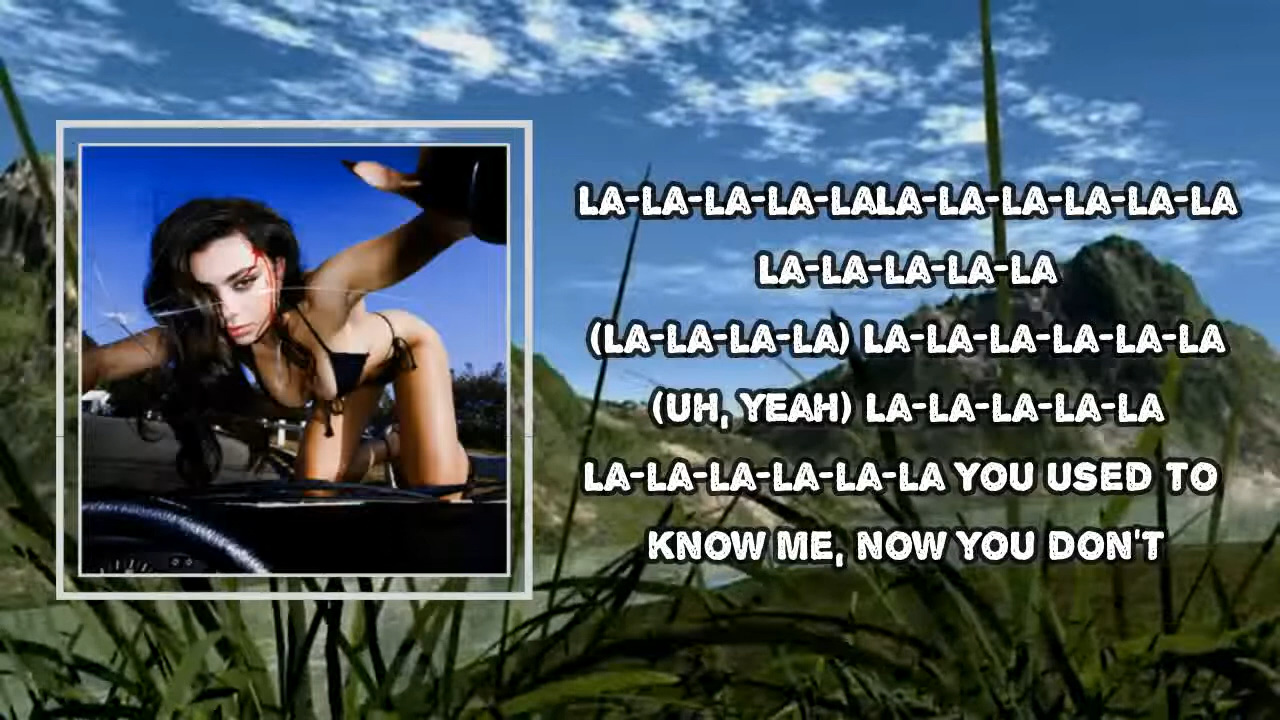 LA-LA-LA-LA-LALA-LA-LA-LA-LA-LA
LA-LA-LA-LA-LA
(LA-LA-LA-LA) LA-LA-LA-LA-LA-LA
(UH, YEAH) LA-LA-LA-LA-LA
LA-LA-LA-LA-LA-LA YOU USED TO
KNOW ME, NOW YOU DON'T